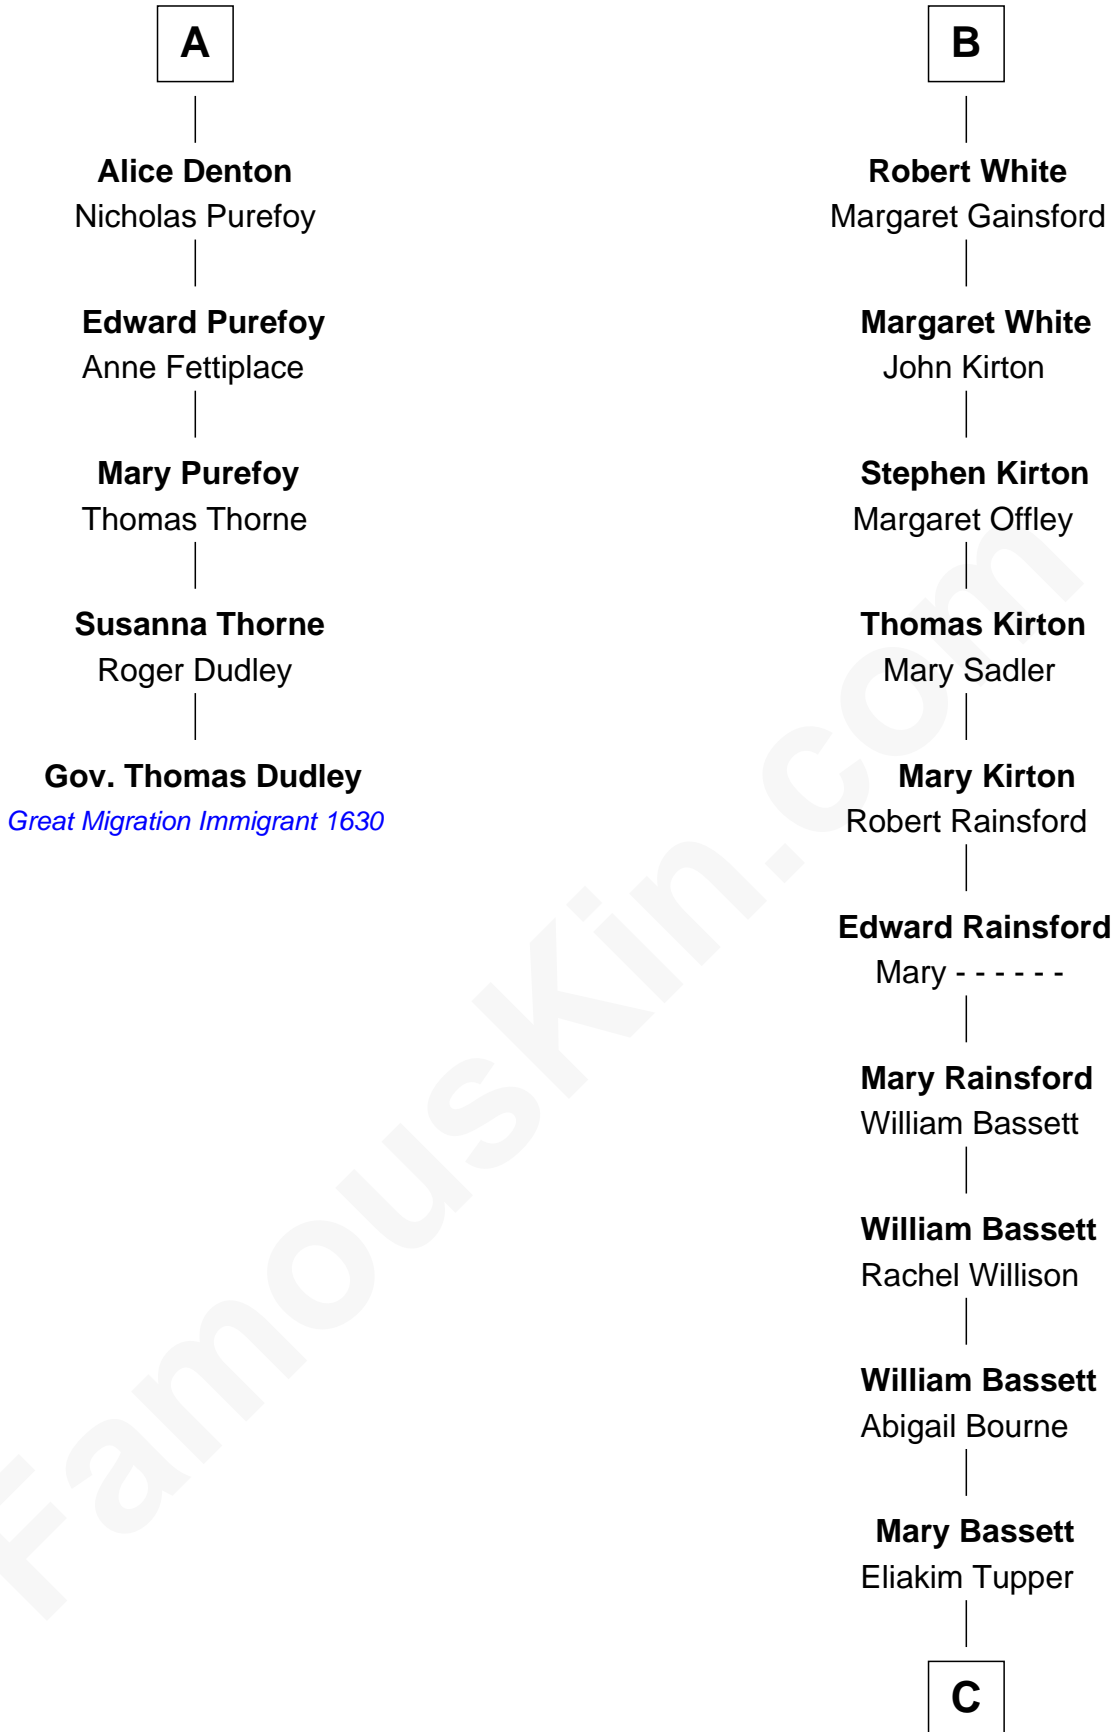 A
Alice Denton
Nicholas Purefoy
Edward Purefoy
Anne Fettiplace
Mary Purefoy
Thomas Thorne
Susanna Thorne
Roger Dudley
Gov. Thomas Dudley
Great Migration Immigrant 1630
B
Robert White
Margaret Gainsford
Margaret White
John Kirton
Stephen Kirton
Margaret Offley
Thomas Kirton
Mary Sadler
Mary Kirton
Robert Rainsford
Edward Rainsford
Mary - - - - - -
Mary Rainsford
William Bassett
William Bassett
Rachel Willison
William Bassett
Abigail Bourne
Mary Bassett
Eliakim Tupper
C
FamousKin.com